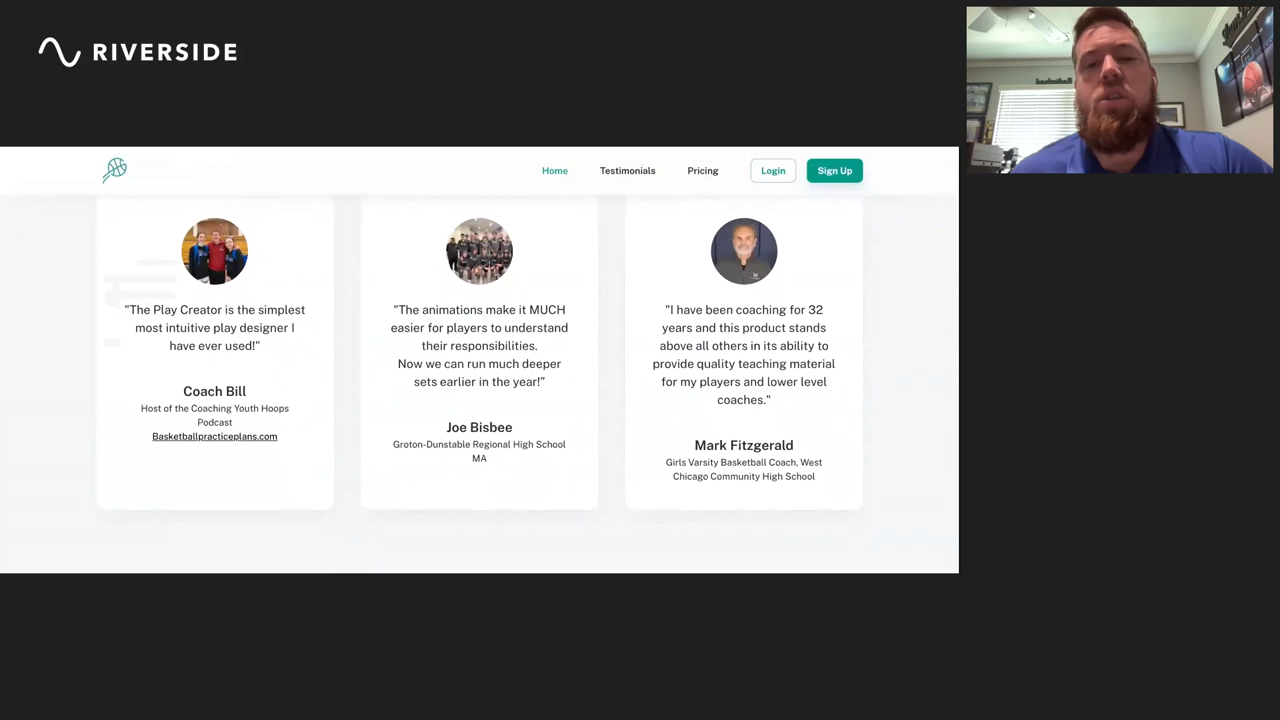 RIVERSIDE
Home
Testimonials
Pricing
Login
Sign Up
"The Play Creator is the simplest
most intuitive play designer I
have ever used!"
Coach Bill
Host of the Coaching Youth Hoops
Podcast
Basketballpracticeplans.com
"The animations make it MUCH
easier for players to understand
their responsibilities.
Now we can run much deeper
sets earlier in the year!"
Joe Bisbee
Groton-Dunstable Regional High School
MA
"I have been coaching for 32
years and this product stands
above all others in its ability to
provide quality teaching material
for my players and lower level
coaches."
Mark Fitzgerald
Girls Varsity Basketball Coach, West
Chicago Community High School